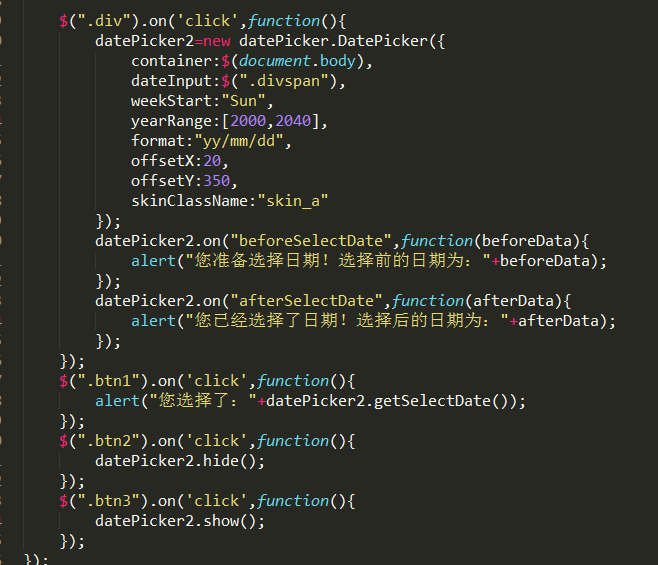 $(".div").on('click',function(){
datePicker2=new datePicker.DatePicker({
container:$(document.body),
dateInput:$(".divspan"),
weekStart:"Sun",
yearRange:[2000,2040],
format:"yy/mm/dd",
offsetX:20,
offsetY:350,
skinClassName:"skin_a"
});
datePicker2.on("beforeSelectDate",function(beforeData){
alert("您准备选择日期！选择前的日期为："+beforeData);
});
datePicker2.on("afterSelectDate",function(afterData){
alert("您已经选择了日期！选择后的日期为："+afterData);
});
});
$(".btn1").on('click',function(){
alert("您选择了："+datePicker2.getSelectDate());
});
$(".btn2").on('click',function(){
datePicker2.hide();
});
$(".btn3").on('click',function(){
datePicker2.show();
});
});